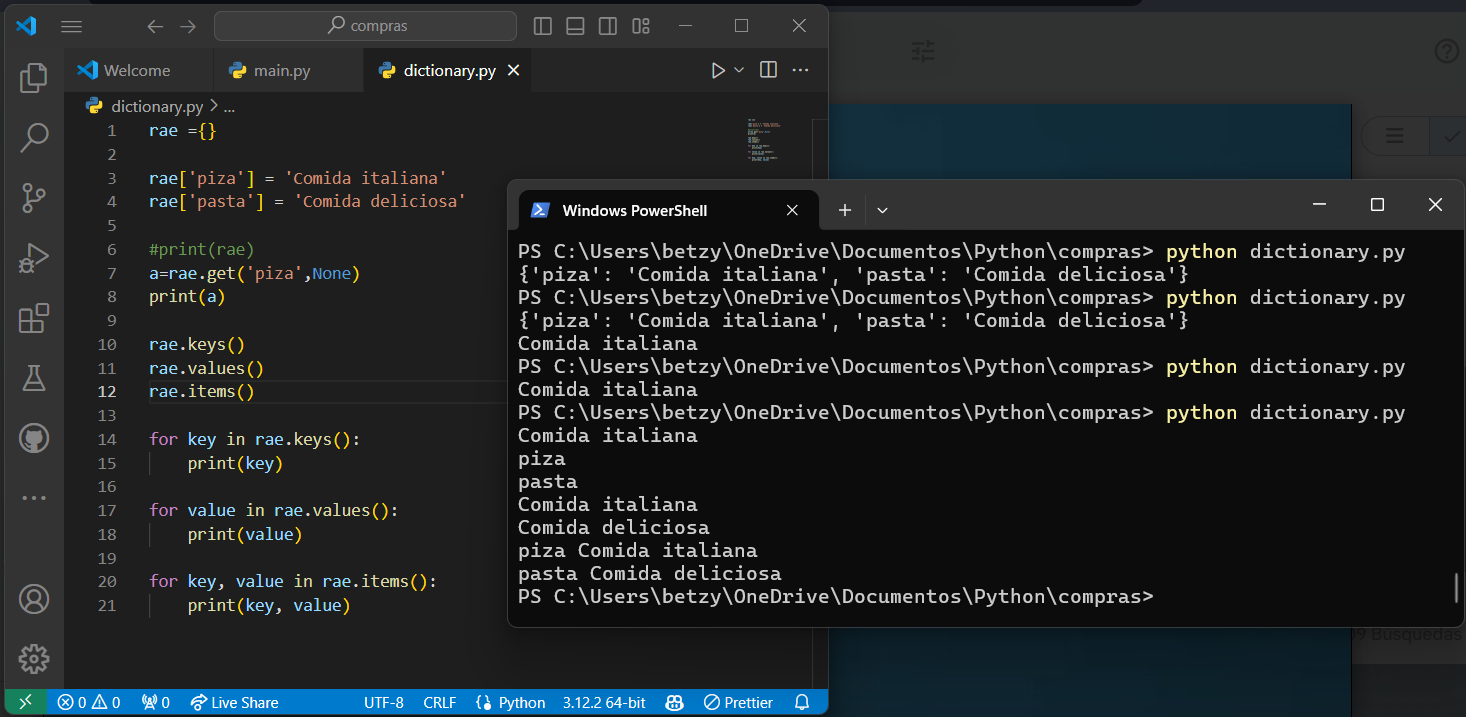 compras
Welcome
main.py
dictionary.py
dictionary.py > ...
1 rae ={}
2
3 rae['piza'] = 'Comida italiana'
4 rae['pasta'] = 'Comida deliciosa'
5
6 #print(rae)
7 a=rae.get('piza',None)
8 print(a)
9
10 rae.keys()
11 rae.values()
12 rae.items()
13
14 for key in rae.keys():
15     print(key)
16
17 for value in rae.values():
18     print(value)
19
20 for key, value in rae.items():
21     print(key, value)
0 0 0 Live Share UTF-8 CRLF Python 3.12.2 64-bit Prettier
Windows PowerShell
PS C:\Users\betzy\OneDrive\Documentos\Python\compras> python dictionary.py
{'piza': 'Comida italiana', 'pasta': 'Comida deliciosa'}
PS C:\Users\betzy\OneDrive\Documentos\Python\compras> python dictionary.py
{'piza': 'Comida italiana', 'pasta': 'Comida deliciosa'}
Comida italiana
PS C:\Users\betzy\OneDrive\Documentos\Python\compras> python dictionary.py
Comida italiana
PS C:\Users\betzy\OneDrive\Documentos\Python\compras> python dictionary.py
Comida italiana
piza
pasta
Comida italiana
Comida deliciosa
piza Comida italiana
pasta Comida deliciosa
PS C:\Users\betzy\OneDrive\Documentos\Python\compras>
Búsquedas